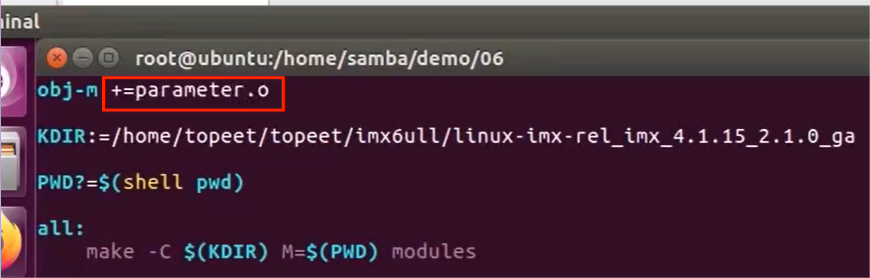 root@ubuntu:/home/samba/demo/06
obj-m +=parameter.o
KDIR:=/home/topeet/topeet/imx6ull/linux-imx-rel_imx_4.1.15_2.1.0_ga
PWD?=$(shell pwd)
all:
make -C $(KDIR) M=$(PWD) modules